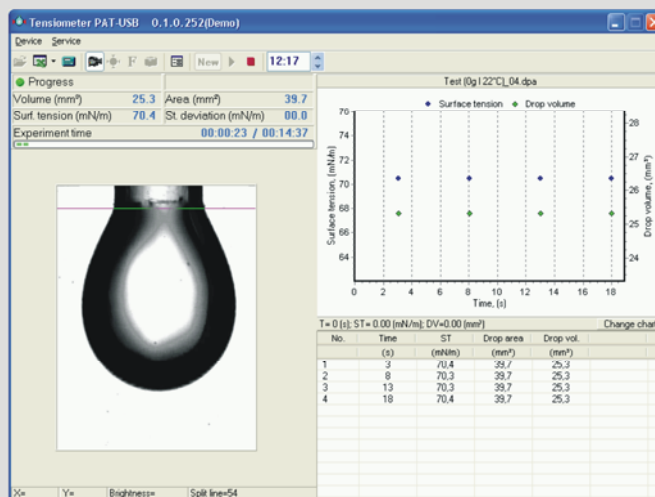 Tensiometer PAT-USB 0.1.0.252(Demo)
Device Service
F New 12:17
Progress
Volume (mm³) 25.3 Area (mm²) 39.7
Surf. tension (mN/m) 70.4 St. deviation (mN/m) 00.0
Experiment time 00:00:23 / 00:14:37
Test (0g l 22°C)_04.dpa
Surface tension Drop volume
76
74
72
70
68
66
64
Surface tension, (mN/m)
28
27
26
25
24
Drop volume, (mm³)
0 2 4 6 8 10 12 14 16 18
Time, (s)
T= 0 (s); ST= 0.00 (mN/m); DV=0.00 (mm³) Change chart
No. Time ST Drop area Drop vol.
(s) (mN/m) (mm²) (mm³)
1 3 70,4 39,7 25,3
2 8 70,3 39,7 25,3
3 13 70,3 39,7 25,3
4 18 70,4 39,7 25,3
X= Y= Brightness= Split line=54